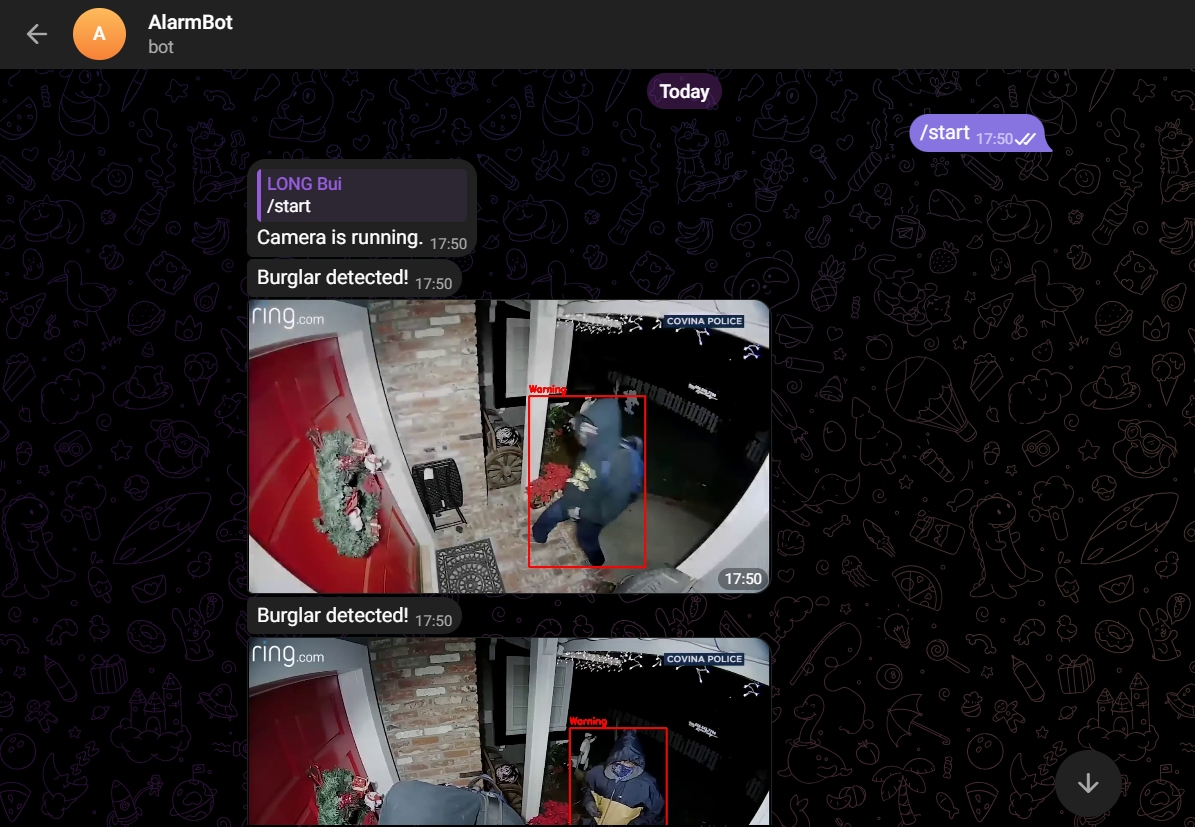 AlarmBot
A
bot
Today
/start 17:50
LONG Bui
/start
Camera is running. 17:50
Burglar detected! 17:50
ring.com
COVINA POLICE
Warning
17:50
Burglar detected! 17:50
ring.com
COVINA POLICE
Warning